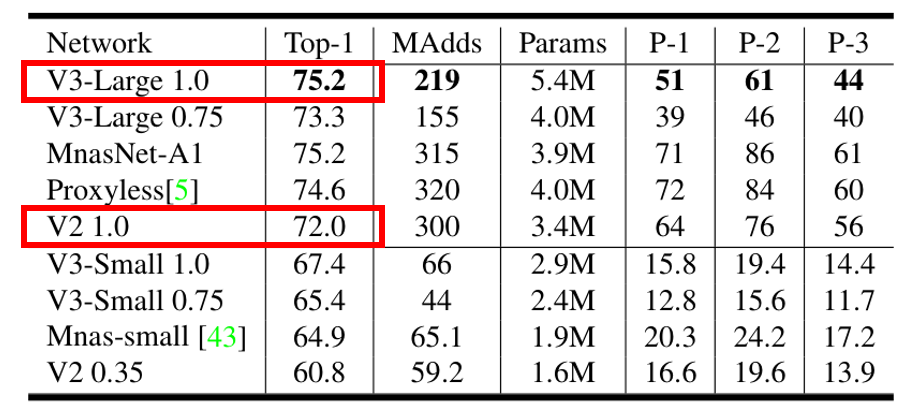 Network Top-1 MAdds Params P-1 P-2 P-3
V3-Large 1.0 75.2 219 5.4M 51 61 44
V3-Large 0.75 73.3 155 4.0M 39 46 40
MnasNet-A1 75.2 315 3.9M 71 86 61
Proxyless[5] 74.6 320 4.0M 72 84 60
V2 1.0 72.0 300 3.4M 64 76 56
V3-Small 1.0 67.4 66 2.9M 15.8 19.4 14.4
V3-Small 0.75 65.4 44 2.4M 12.8 15.6 11.7
Mnas-small [43] 64.9 65.1 1.9M 20.3 24.2 17.2
V2 0.35 60.8 59.2 1.6M 16.6 19.6 13.9